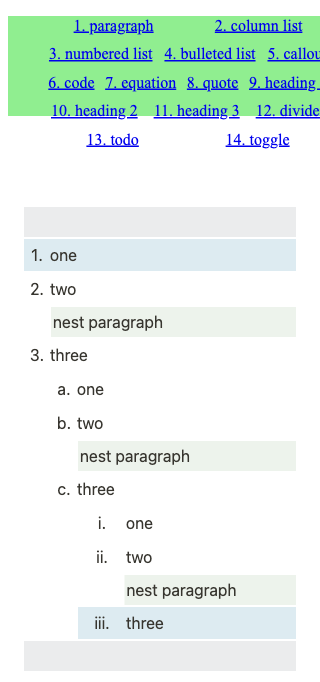 1. paragraph 2. column list
3. numbered list 4. bulleted list 5. callou
6. code 7. equation 8. quote 9. heading
10. heading 2 11. heading 3 12. divide
13. todo 14. toggle
1. one
2. two
nest paragraph
3. three
a. one
b. two
nest paragraph
c. three
i. one
ii. two
nest paragraph
iii. three